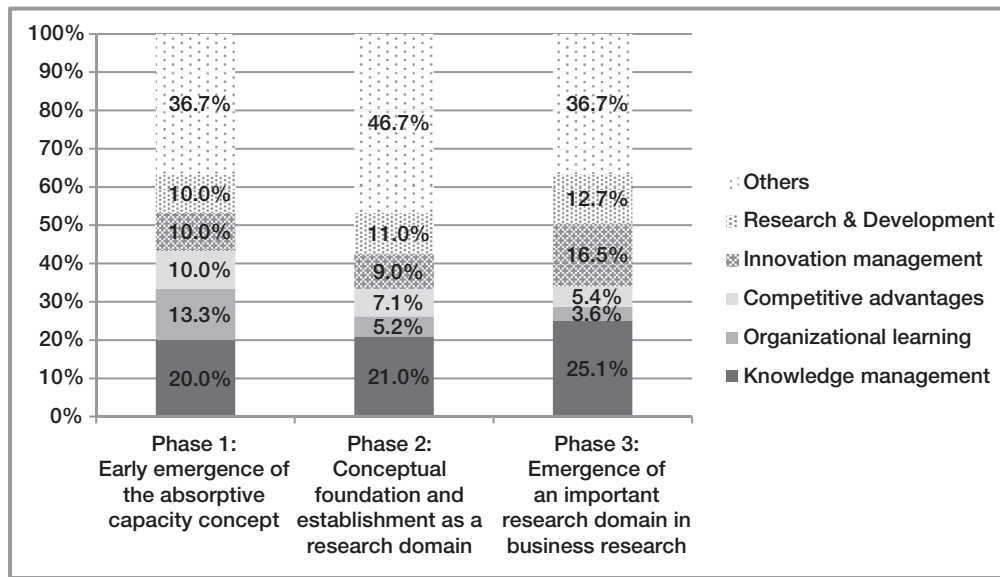 100%
90%
80%
70%
60%
50%
40%
30%
20%
10%
0%
36.7%
10.0%
10.0%
10.0%
13.3%
20.0%
46.7%
11.0%
9.0%
7.1%
5.2%
21.0%
36.7%
12.7%
16.5%
5.4%
3.6%
25.1%
Phase 1:
Early emergence of
the absorptive
capacity concept
Phase 2:
Conceptual
foundation and
establishment as a
research domain
Phase 3:
Emergence of
an important
research domain in
business research
Others
Research & Development
Innovation management
Competitive advantages
Organizational learning
Knowledge management